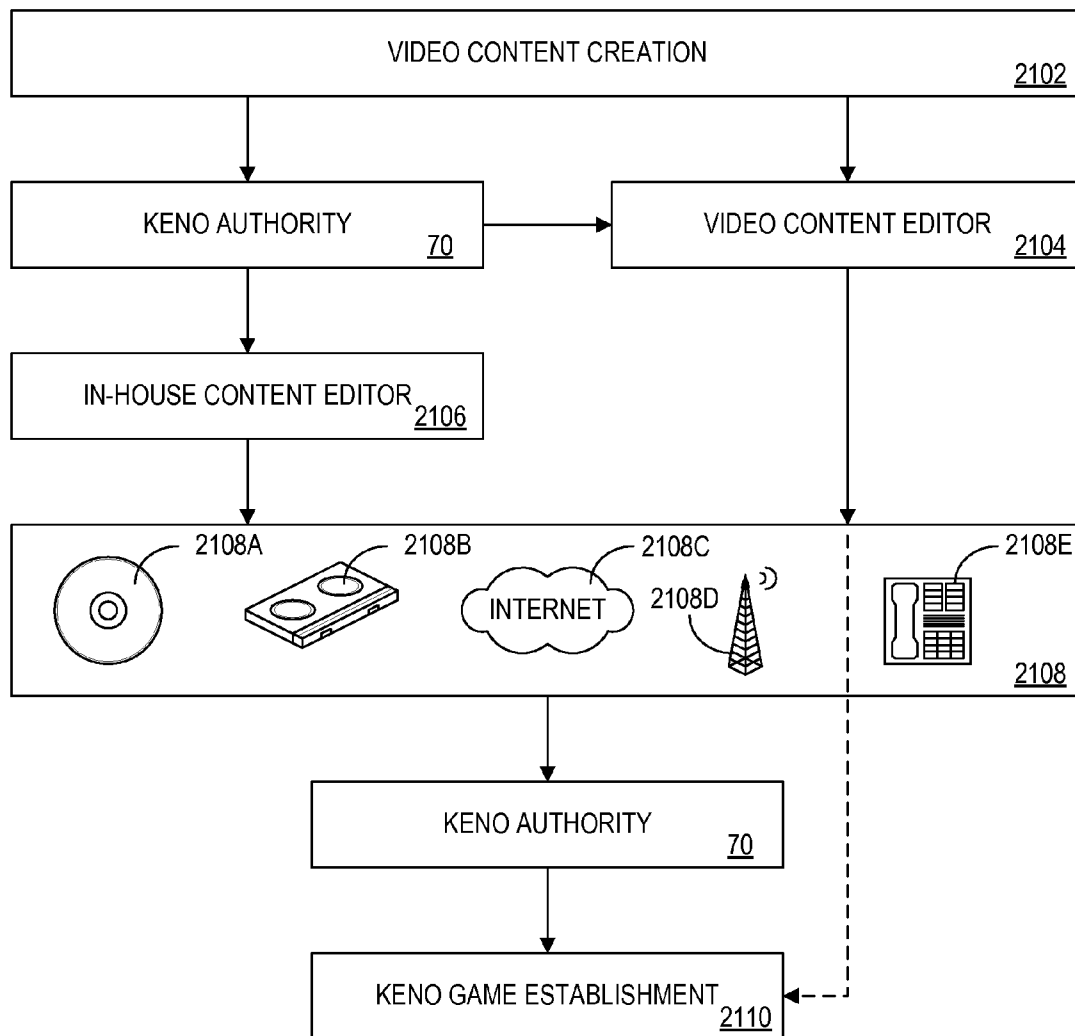 VIDEO CONTENT CREATION
2102
KENO AUTHORITY
70
VIDEO CONTENT EDITOR
2104
IN-HOUSE CONTENT EDITOR
2106
2108A
2108B
2108C
2108D
2108E
INTERNET
2108
KENO AUTHORITY
70
KENO GAME ESTABLISHMENT
2110